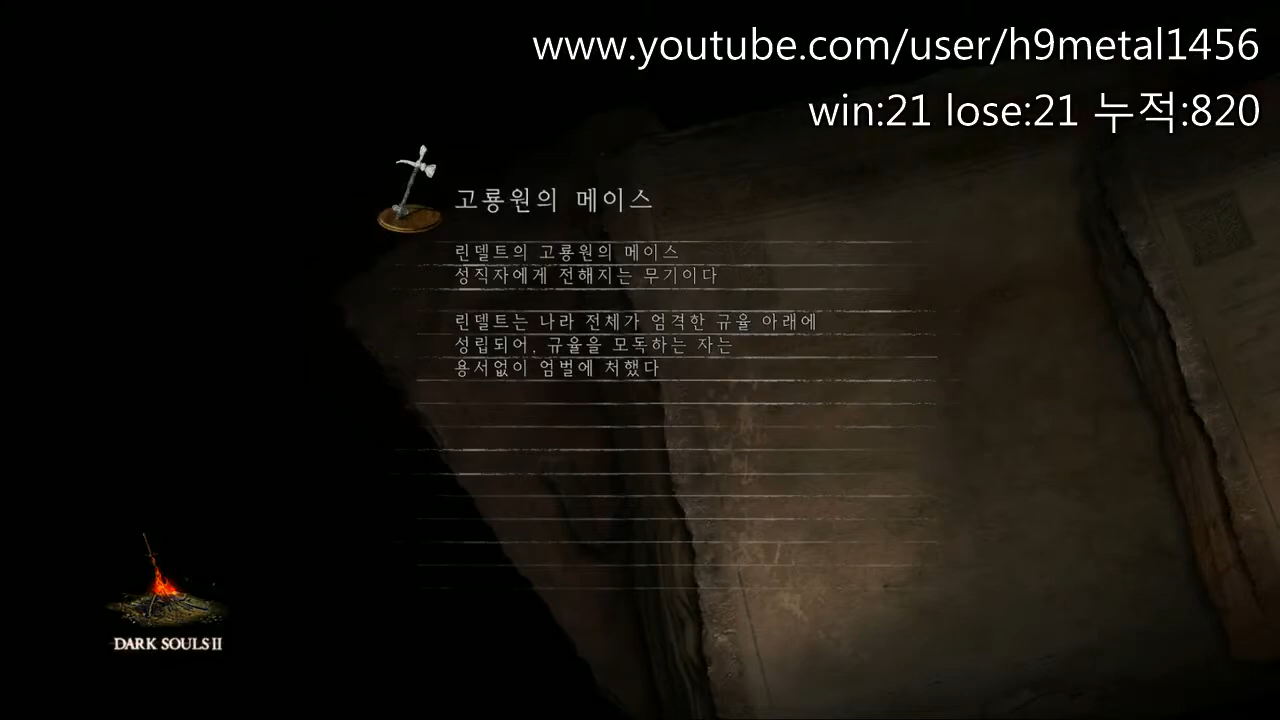 www.youtube.com/user/h9metal1456
win:21 lose:21 누적:820
고룡원의 메이스
린델트의 고룡원의 메이스
성직자에게 전해지는 무기이다
린델트는 나라 전체가 엄격한 규율 아래에
성립되어, 규율을 모독하는 자는
용서없이 엄벌에 처했다
DARK SOULS II